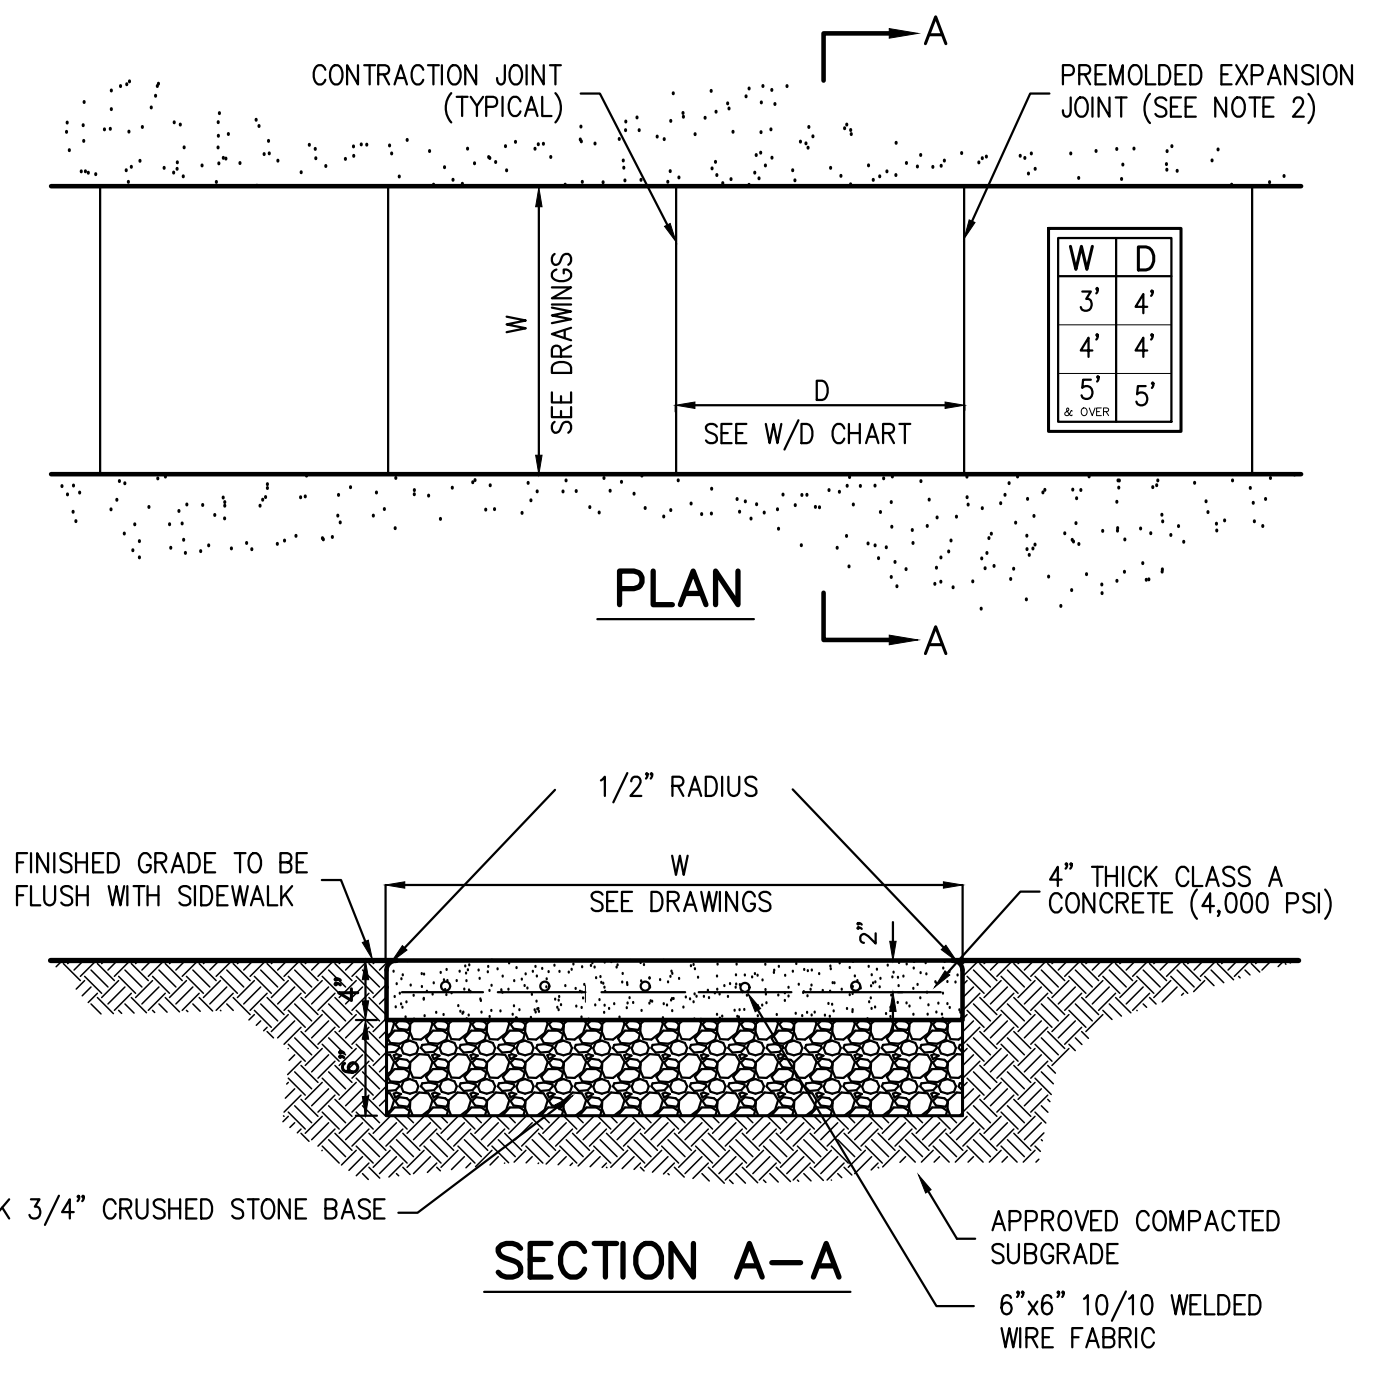 A
CONTRACTION JOINT
(TYPICAL)
PREMOLDED EXPANSION
JOINT (SEE NOTE 2)
W
SEE DRAWINGS
D
SEE W/D CHART
W D
3' 4'
4' 4'
5' 5'
& OVER
PLAN
A
1/2" RADIUS
FINISHED GRADE TO BE
FLUSH WITH SIDEWALK
W
SEE DRAWINGS
4" THICK CLASS A
CONCRETE (4,000 PSI)
2"
4"
6"
3/4" CRUSHED STONE BASE
APPROVED COMPACTED
SUBGRADE
SECTION A-A
6"x6" 10/10 WELDED
WIRE FABRIC